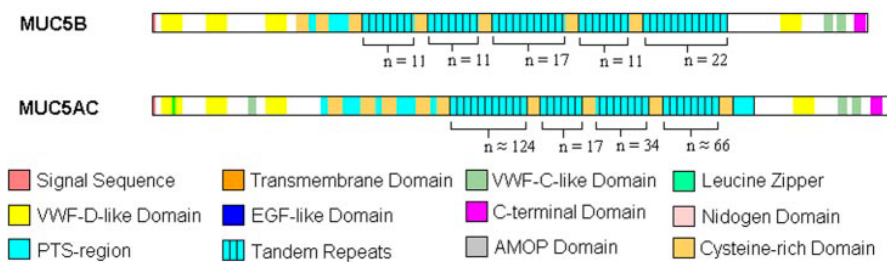 MUC5B
n = 11 n = 11 n = 17 n = 11 n = 22
MUC5AC
n ≈ 124 n = 17 n = 34 n ≈ 66
Signal Sequence Transmembrane Domain VWF-C-like Domain Leucine Zipper
VWF-D-like Domain EGF-like Domain C-terminal Domain Nidogen Domain
PTS-region Tandem Repeats AMOP Domain Cysteine-rich Domain